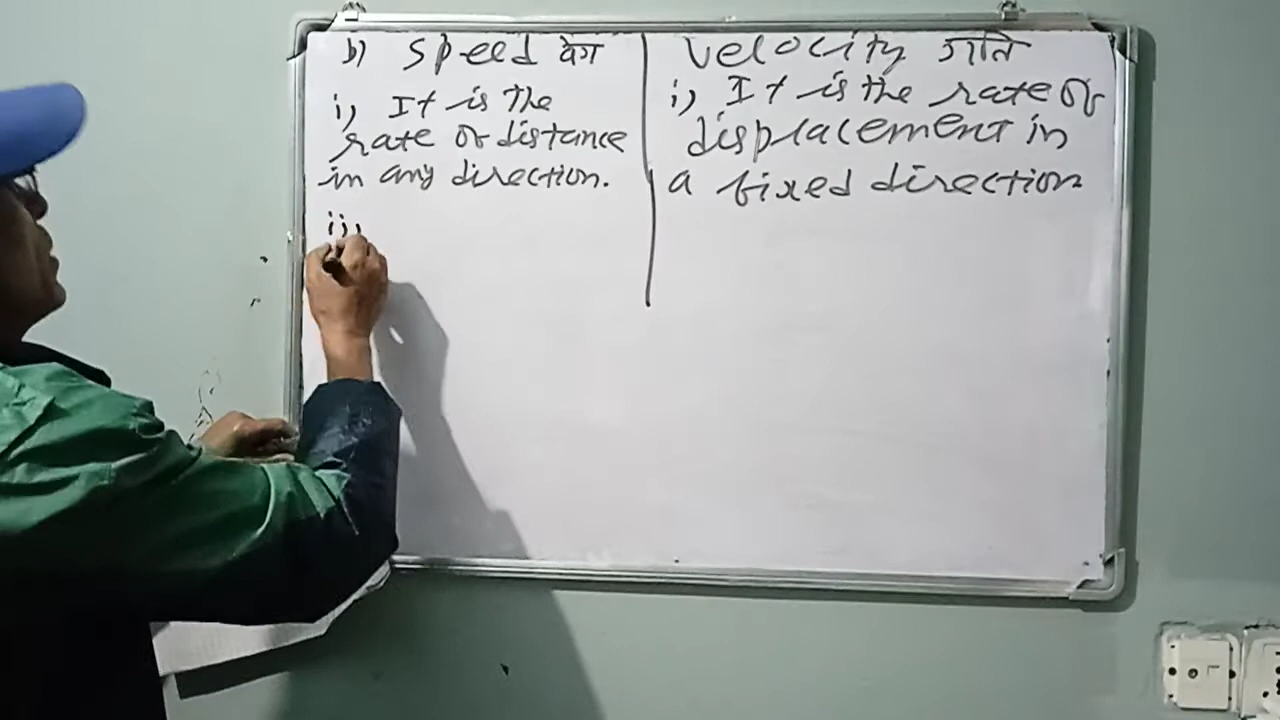 b) Speed वेग
i) It is the
rate of distance
in any direction.
ii)
Velocity गति
i) It is the rate of
displacement in
a fixed direction